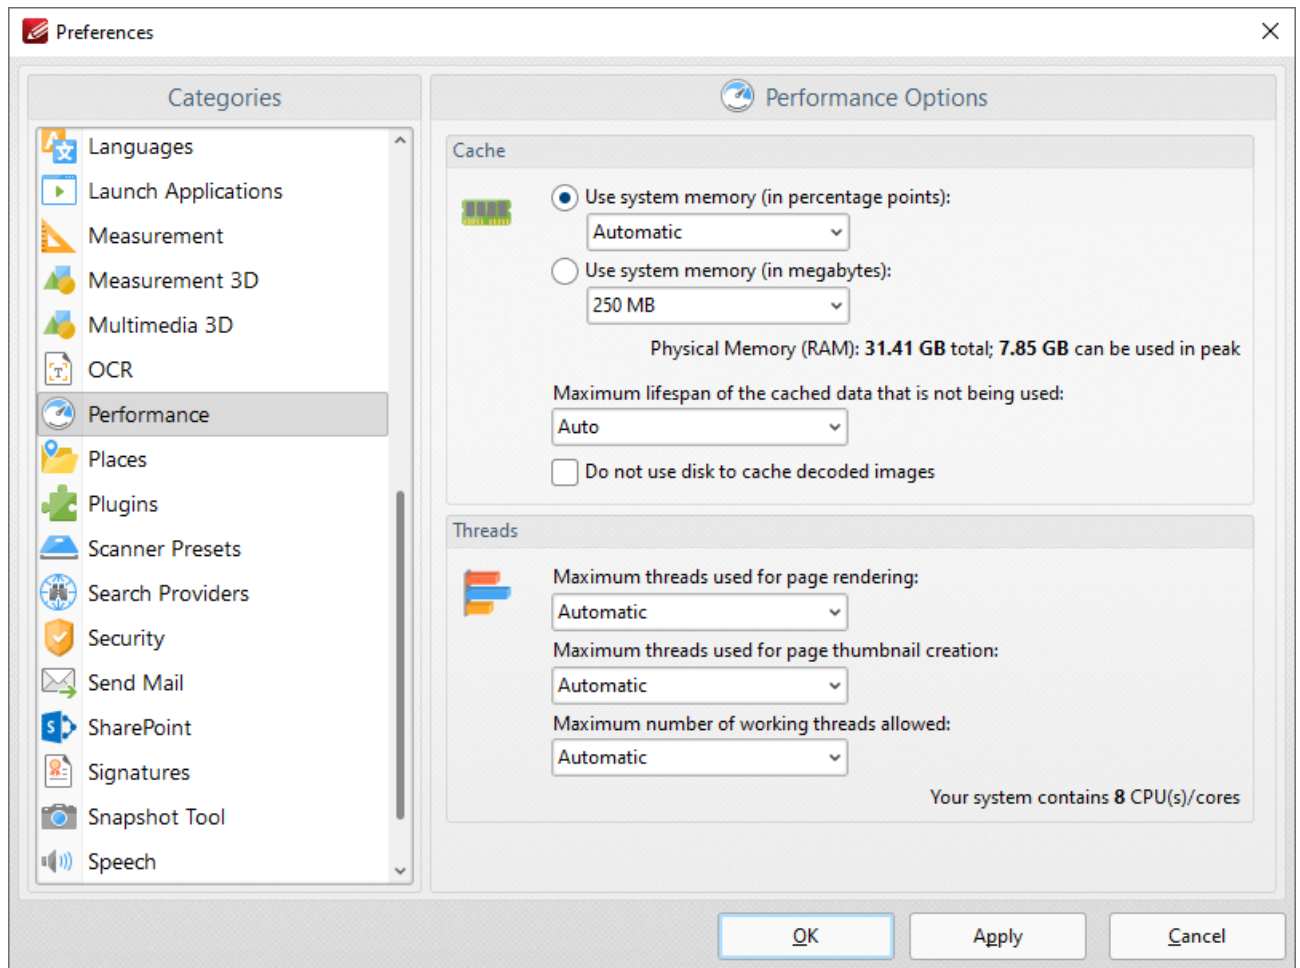 Preferences
Categories
Languages
Launch Applications
Measurement
Measurement 3D
Multimedia 3D
OCR
Performance
Places
Plugins
Scanner Presets
Search Providers
Security
Send Mail
SharePoint
Signatures
Snapshot Tool
Speech
Performance Options
Cache
Use system memory (in percentage points):
Automatic
Use system memory (in megabytes):
250 MB
Physical Memory (RAM): 31.41 GB total; 7.85 GB can be used in peak
Maximum lifespan of the cached data that is not being used:
Auto
Do not use disk to cache decoded images
Threads
Maximum threads used for page rendering:
Automatic
Maximum threads used for page thumbnail creation:
Automatic
Maximum number of working threads allowed:
Automatic
Your system contains 8 CPU(s)/cores
OK
Apply
Cancel